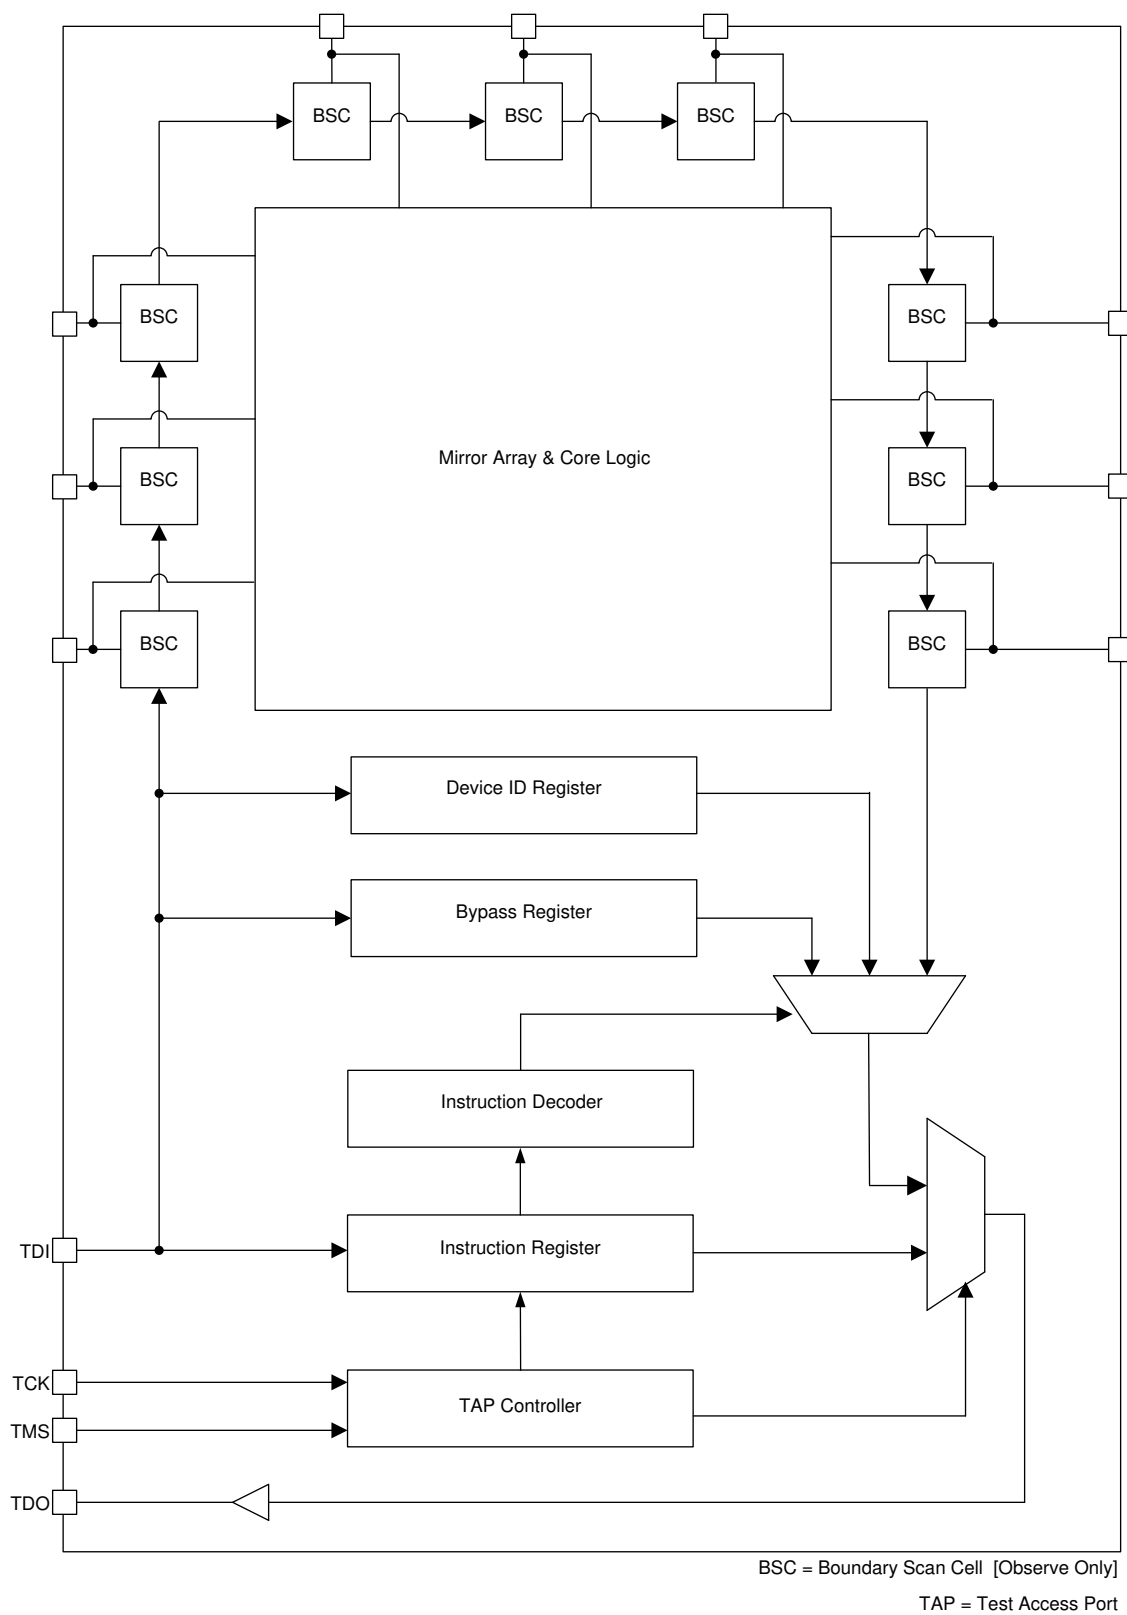 BSC
BSC
BSC
BSC
BSC
BSC
BSC
Mirror Array & Core Logic
BSC
BSC
Device ID Register
Bypass Register
Instruction Decoder
TDI
Instruction Register
TCK
TAP Controller
TMS
TDO
BSC = Boundary Scan Cell [Observe Only]
TAP = Test Access Port